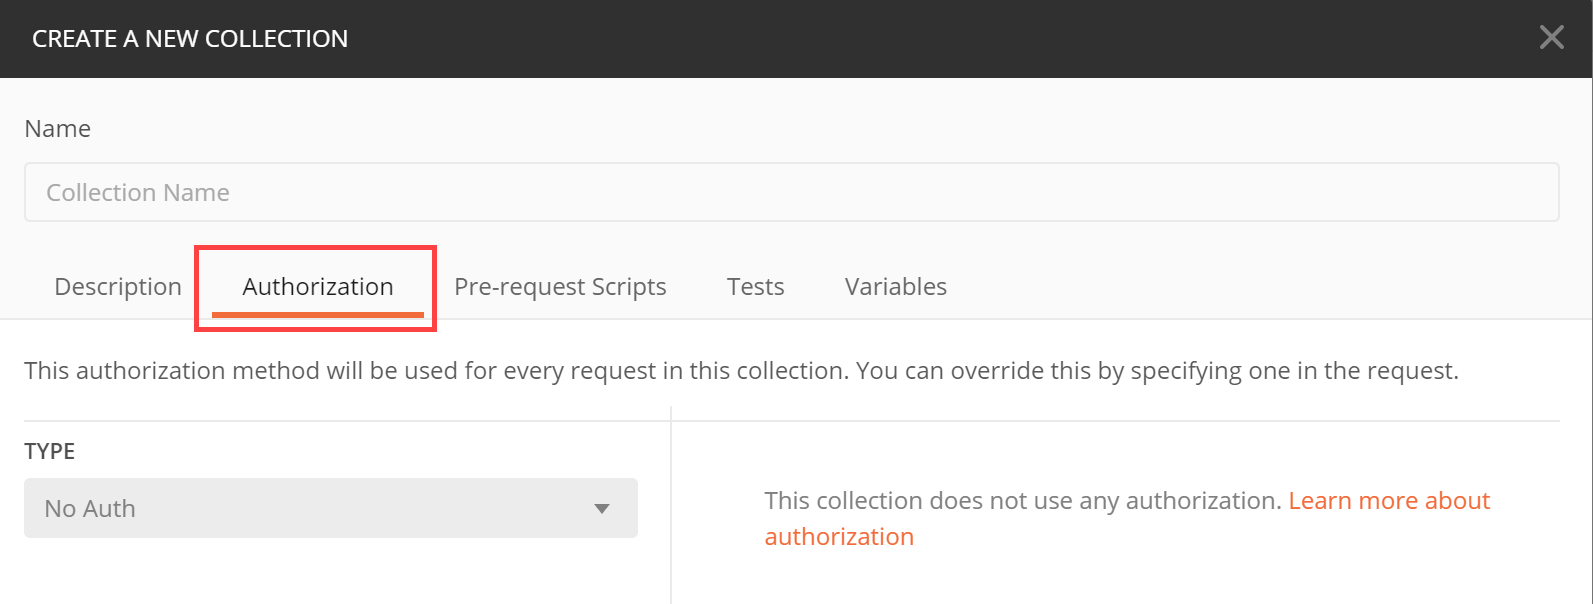 CREATE A NEW COLLECTION
Name
Collection Name
Description Authorization Pre-request Scripts Tests Variables
This authorization method will be used for every request in this collection. You can override this by specifying one in the request.
TYPE
No Auth
This collection does not use any authorization. Learn more about
authorization